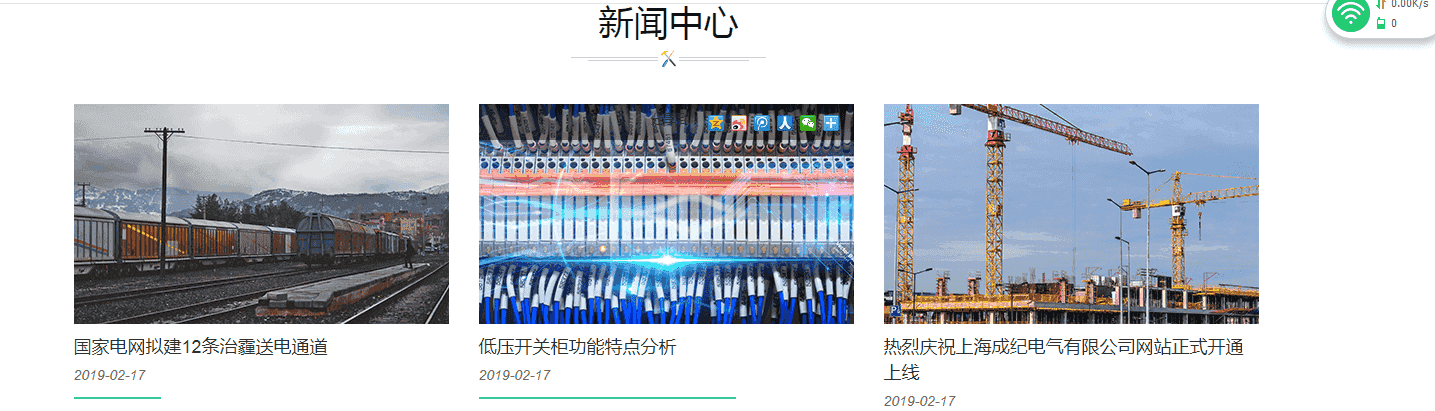 新闻中心
0.00K/s
0
国家电网拟建12条治霾送电通道
2019-02-17
低压开关柜功能特点分析
2019-02-17
热烈庆祝上海成纪电气有限公司网站正式开通
上线
2019-02-17